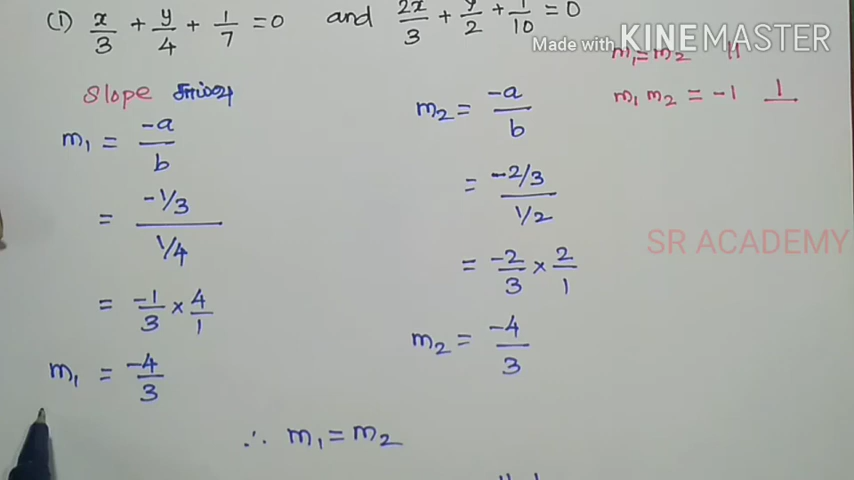 (1) x/3 + y/4 + 1/7 = 0 and 2x/3 + y/2 + 1/10 = 0
Made with KINEMASTER
m₁ = m₂ ||
m₁ m₂ = -1
Slope
m₁ = -a/b
= (-1/3)/(1/4)
= -1/3 × 4/1
m₁ = -4/3
m₂ = -a/b
= (-2/3)/(1/2)
= -2/3 × 2/1
m₂ = -4/3
SR ACADEMY
∴ m₁ = m₂